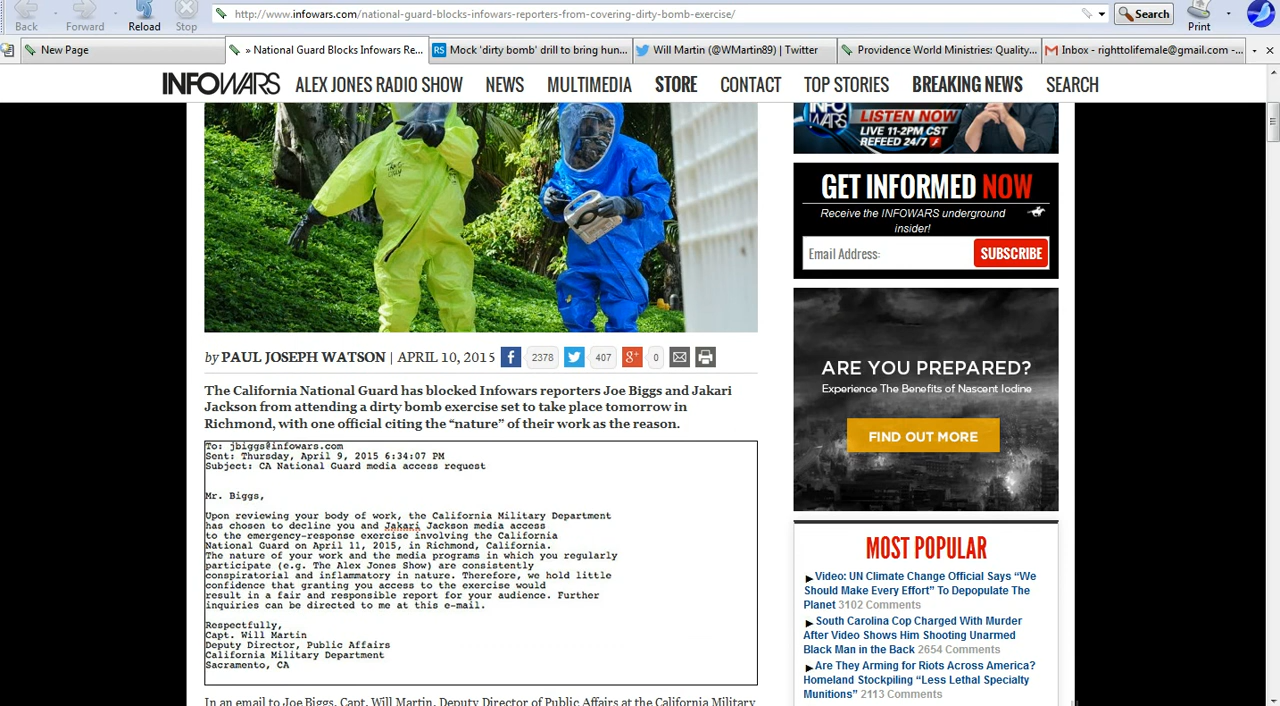 Back
Forward
Reload
Stop
http://www.infowars.com/national-guard-blocks-infowars-reporters-from-covering-dirty-bomb-exercise/
Search
Print
New Page
» National Guard Blocks Infowars Re...
RS Mock 'dirty bomb' drill to bring hun...
Will Martin (@WMartin89) | Twitter
Providence World Ministries: Quality...
Inbox - righttolifemale@gmail.com -...
INFOWARS
ALEX JONES RADIO SHOW
NEWS
MULTIMEDIA
STORE
CONTACT
TOP STORIES
BREAKING NEWS
SEARCH
by PAUL JOSEPH WATSON | APRIL 10, 2015
2378
407
0
The California National Guard has blocked Infowars reporters Joe Biggs and Jakari
Jackson from attending a dirty bomb exercise set to take place tomorrow in
Richmond, with one official citing the “nature” of their work as the reason.
To: jbiggs@infowars.com
Sent: Thursday, April 9, 2015 6:34:07 PM
Subject: CA National Guard media access request
Mr. Biggs,
Upon reviewing your body of work, the California Military Department
has chosen to decline you and Jakari Jackson media access
to the emergency-response exercise involving the California
National Guard on April 11, 2015, in Richmond, California.
The nature of your work and the media programs in which you regularly
participate (e.g. The Alex Jones Show) are consistently
conspiratorial and inflammatory in nature. Therefore, we hold little
confidence that granting you access to the exercise would
result in a fair and responsible report for your audience. Further
inquiries can be directed to me at this e-mail.
Respectfully,
Capt. Will Martin
Deputy Director, Public Affairs
California Military Department
Sacramento, CA
In an email to Joe Biggs, Capt. Will Martin, Deputy Director of Public Affairs at the California Military
INFO
WARS
LISTEN NOW
LIVE 11-2PM CST
REFEED 24/7
GET INFORMED NOW
Receive the INFOWARS underground
insider!
Email Address:
SUBSCRIBE
ARE YOU PREPARED?
Experience The Benefits of Nascent Iodine
FIND OUT MORE
MOST POPULAR
Video: UN Climate Change Official Says “We
Should Make Every Effort” To Depopulate The
Planet 3102 Comments
South Carolina Cop Charged With Murder
After Video Shows Him Shooting Unarmed
Black Man in the Back 2654 Comments
Are They Arming for Riots Across America?
Homeland Stockpiling “Less Lethal Specialty
Munitions” 2113 Comments